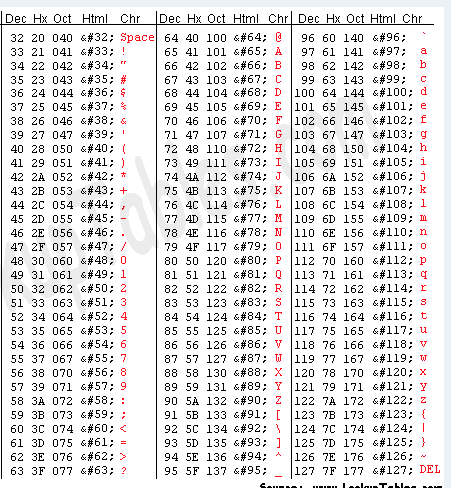 Dec Hx Oct Html Chr Dec Hx Oct Html Chr Dec Hx Oct Html Chr
32 20 040 &#32; Space 64 40 100 &#64; @ 96 60 140 &#96; `
33 21 041 &#33; ! 65 41 101 &#65; A 97 61 141 &#97; a
34 22 042 &#34; " 66 42 102 &#66; B 98 62 142 &#98; b
35 23 043 &#35; # 67 43 103 &#67; C 99 63 143 &#99; c
36 24 044 &#36; $ 68 44 104 &#68; D 100 64 144 &#100; d
37 25 045 &#37; % 69 45 105 &#69; E 101 65 145 &#101; e
38 26 046 &#38; & 70 46 106 &#70; F 102 66 146 &#102; f
39 27 047 &#39; ' 71 47 107 &#71; G 103 67 147 &#103; g
40 28 050 &#40; ( 72 48 110 &#72; H 104 68 150 &#104; h
41 29 051 &#41; ) 73 49 111 &#73; I 105 69 151 &#105; i
42 2A 052 &#42; * 74 4A 112 &#74; J 106 6A 152 &#106; j
43 2B 053 &#43; + 75 4B 113 &#75; K 107 6B 153 &#107; k
44 2C 054 &#44; , 76 4C 114 &#76; L 108 6C 154 &#108; l
45 2D 055 &#45; - 77 4D 115 &#77; M 109 6D 155 &#109; m
46 2E 056 &#46; . 78 4E 116 &#78; N 110 6E 156 &#110; n
47 2F 057 &#47; / 79 4F 117 &#79; O 111 6F 157 &#111; o
48 30 060 &#48; 0 80 50 120 &#80; P 112 70 160 &#112; p
49 31 061 &#49; 1 81 51 121 &#81; Q 113 71 161 &#113; q
50 32 062 &#50; 2 82 52 122 &#82; R 114 72 162 &#114; r
51 33 063 &#51; 3 83 53 123 &#83; S 115 73 163 &#115; s
52 34 064 &#52; 4 84 54 124 &#84; T 116 74 164 &#116; t
53 35 065 &#53; 5 85 55 125 &#85; U 117 75 165 &#117; u
54 36 066 &#54; 6 86 56 126 &#86; V 118 76 166 &#118; v
55 37 067 &#55; 7 87 57 127 &#87; W 119 77 167 &#119; w
56 38 070 &#56; 8 88 58 130 &#88; X 120 78 170 &#120; x
57 39 071 &#57; 9 89 59 131 &#89; Y 121 79 171 &#121; y
58 3A 072 &#58; : 90 5A 132 &#90; Z 122 7A 172 &#122; z
59 3B 073 &#59; ; 91 5B 133 &#91; [ 123 7B 173 &#123; {
60 3C 074 &#60; < 92 5C 134 &#92; \ 124 7C 174 &#124; |
61 3D 075 &#61; = 93 5D 135 &#93; ] 125 7D 175 &#125; }
62 3E 076 &#62; > 94 5E 136 &#94; ^ 126 7E 176 &#126; ~
63 3F 077 &#63; ? 95 5F 137 &#95; _ 127 7F 177 &#127; DEL
Source: www.LookupTables.com